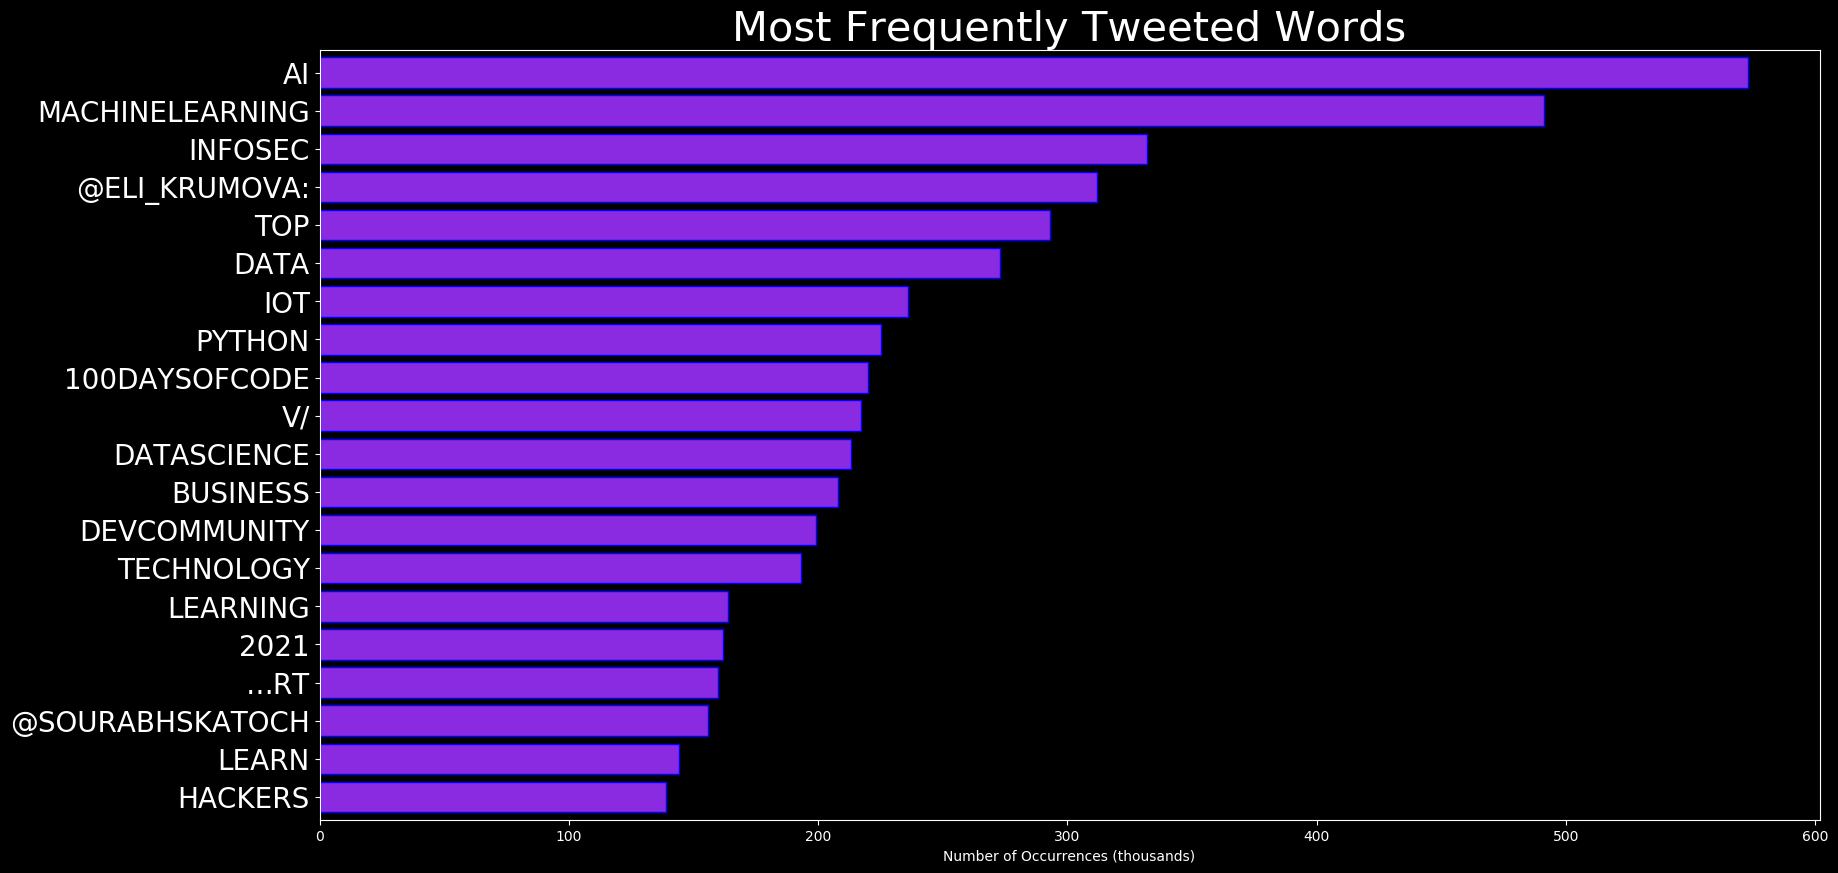 Most Frequently Tweeted Words
AI
MACHINELEARNING
INFOSEC
@ELI_KRUMOVA:
TOP
DATA
IOT
PYTHON
100DAYSOFCODE
V/
DATASCIENCE
BUSINESS
DEVCOMMUNITY
TECHNOLOGY
LEARNING
2021
…RT
@SOURABHSKATOCH
LEARN
HACKERS
0 100 200 300 400 500 600
Number of Occurrences (thousands)